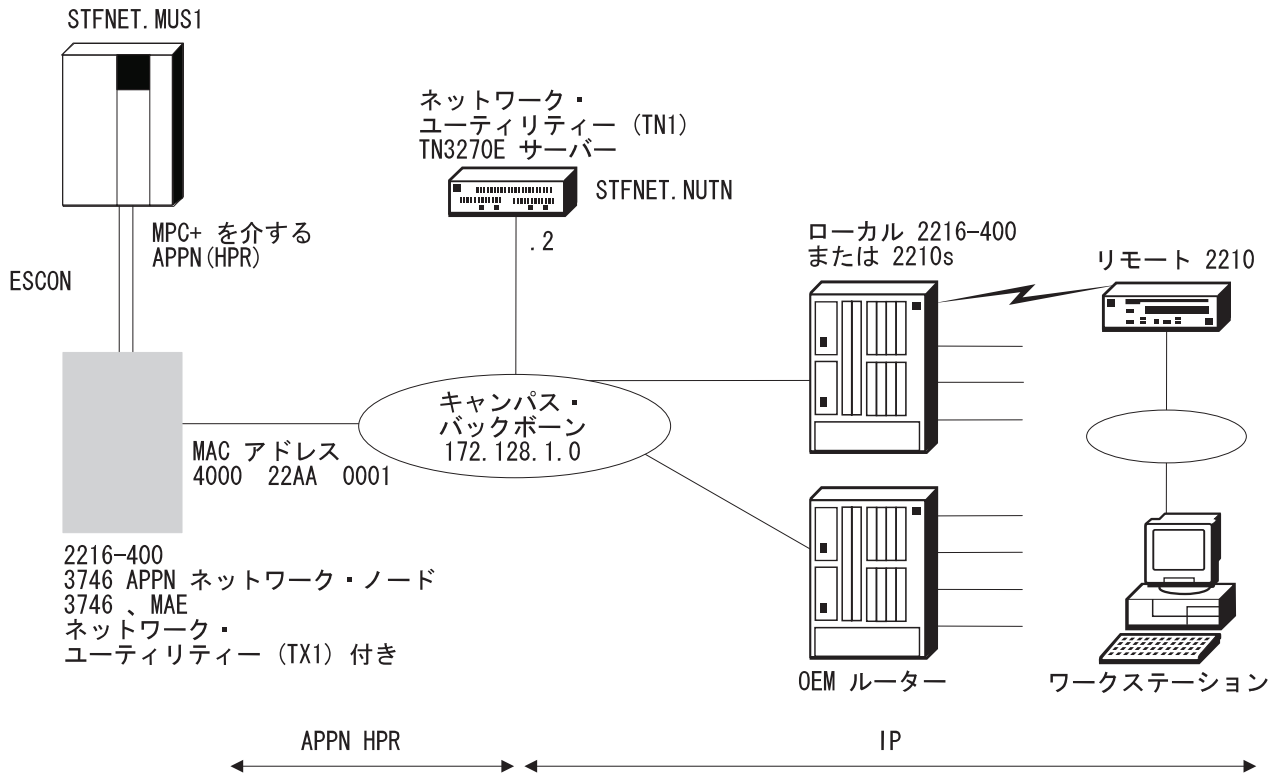 STFNET.MUS1
ネットワーク・
ユーティリティー (TN1)
TN3270E サーバー
STFNET.NUTN
MPC+ を介する
APPN(HPR)
.2
ローカル 2216-400
または 2210s
リモート 2210
ESCON
キャンパス・
バックボーン
172.128.1.0
MAC アドレス
4000 22AA 0001
2216-400
3746 APPN ネットワーク・ノード
3746 、MAE
ネットワーク・
ユーティリティー (TX1) 付き
OEM ルーター
ワークステーション
APPN HPR
IP